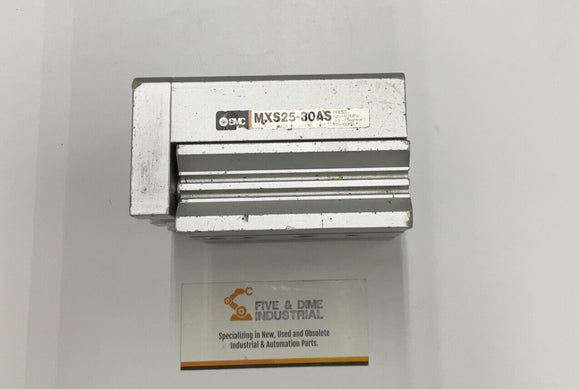 SMC MXS25-30AS
FIVE & DIME
INDUSTRIAL
Specializing in New, Used and Obsolete
Industrial & Automation Parts.